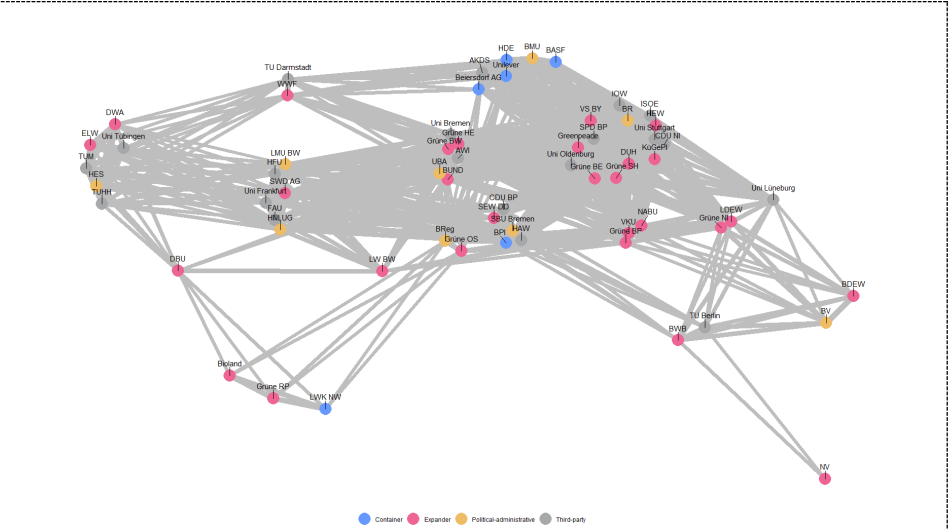 HDE
BMU
BASF
AKDS
Unilever
TU Darmstadt
Beiersdorf AG
WWF
IOW
ISOE
VS BY
BR
REW
DWA
Uni Bremen
SPD BP
Uni Stuttgart
ELW
Uni Tübingen
Grüne HE
Greenpeade
CDU NI
Grüne BW
KoGePl
AWI
TUM
LMU BW
Uni Oldenburg
DUH
HFU
UBA
Grüne BE
Grüne SH
HES
BUND
SWD AG
TUHH
Uni Frankfurt
Uni Lüneburg
CDU BP
SEW DD
FAU
NABU
LDEW
HNLUG
SBU Bremen
VKU
Grüne NI
BReg
BPI
HAW
Grüne BP
Grüne OS
DBU
LW BW
BDEW
BV
TU Berlin
BWB
Bioland
Grüne RP
LWK NW
NV
Container
Expander
Political-administrative
Third-party